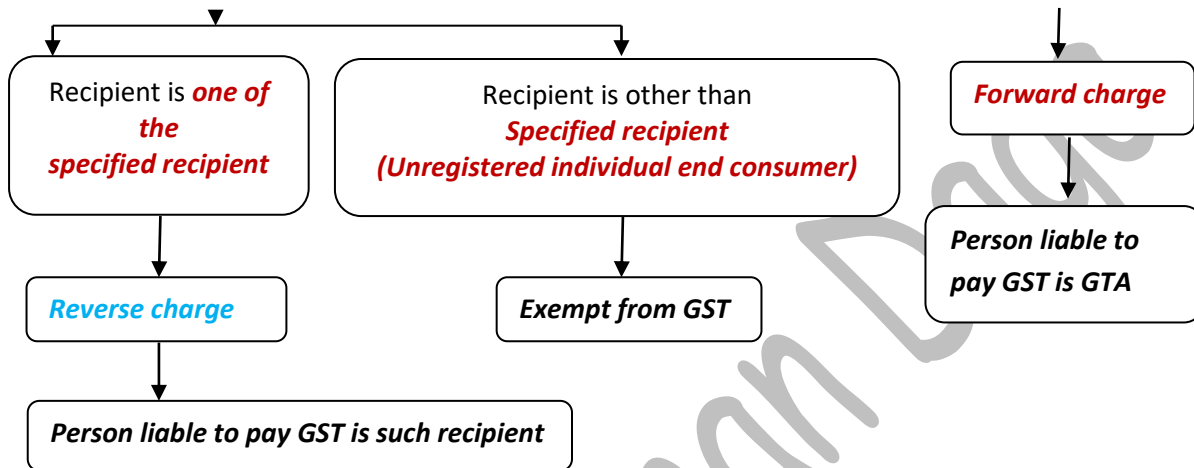 Recipient is one of
the
specified recipient
Recipient is other than
Specified recipient
(Unregistered individual end consumer)
Forward charge
Person liable to
pay GST is GTA
Reverse charge
Exempt from GST
Person liable to pay GST is such recipient